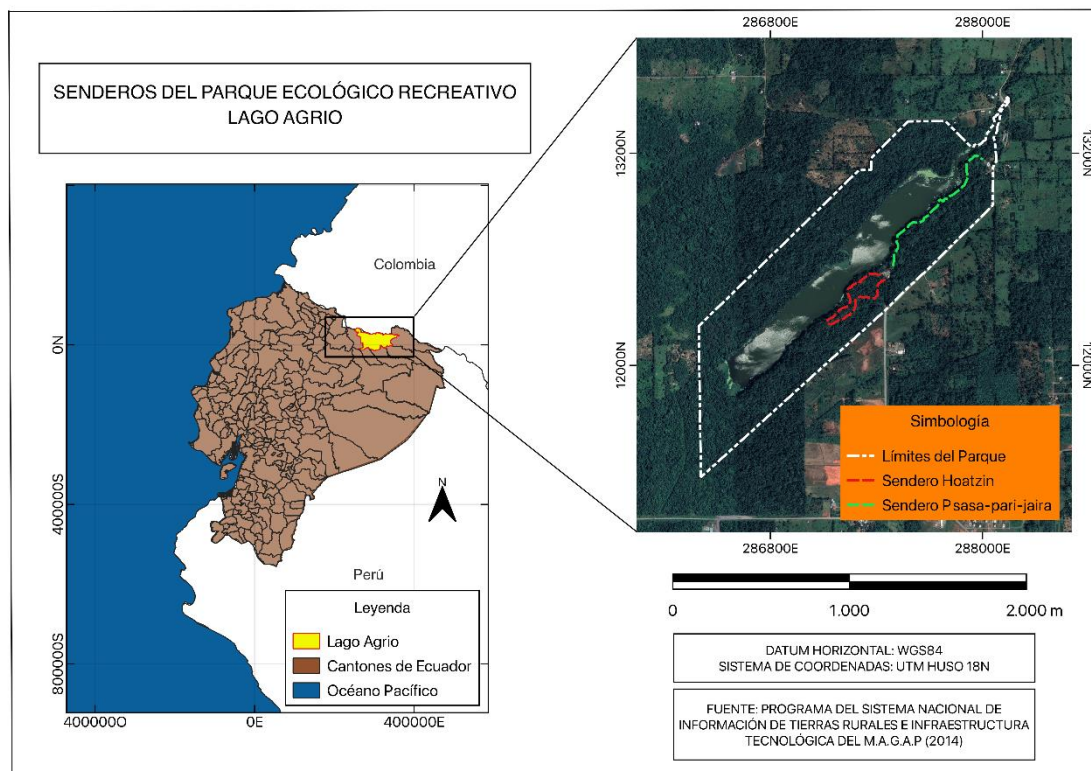 SENDEROS DEL PARQUE ECOLÓGICO RECREATIVO
LAGO AGRIO
Colombia
0N
400000S
8000000S
N
Perú
Leyenda
Lago Agrio
Cantones de Ecuador
Océano Pacífico
4000000O
0E
400000E
286800E
288000E
13200N
13200N
12000N
12000N
Simbología
Límites del Parque
Sendero Hoatzin
Sendero Psasa-pari-jaira
286800E
288000E
0
1.000
2.000 m
DATUM HORIZONTAL: WGS84
SISTEMA DE COORDENADAS: UTM HUSO 18N
FUENTE: PROGRAMA DEL SISTEMA NACIONAL DE
INFORMACIÓN DE TIERRAS RURALES E INFRAESTRUCTURA
TECNOLÓGICA DEL M.A.G.A.P (2014)